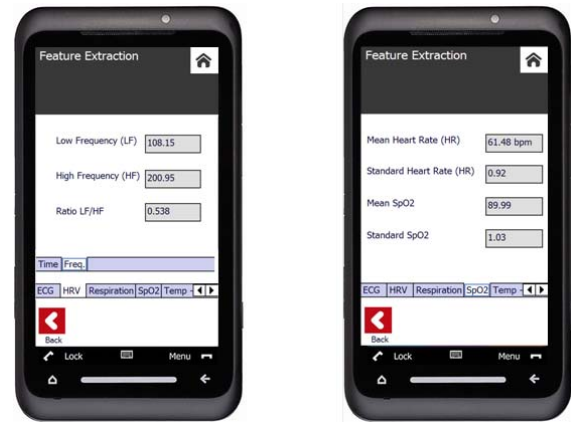 Feature Extraction
Low Frequency (LF) 108.15
High Frequency (HF) 200.95
Ratio LF/HF 0.538
Time Freq.
ECG HRV Respiration SpO2 Temp -
Back
Lock Menu
Feature Extraction
Mean Heart Rate (HR) 61.48 bpm
Standard Heart Rate (HR) 0.92
Mean SpO2 89.99
Standard SpO2 1.03
ECG HRV Respiration SpO2 Temp -
Back
Lock Menu